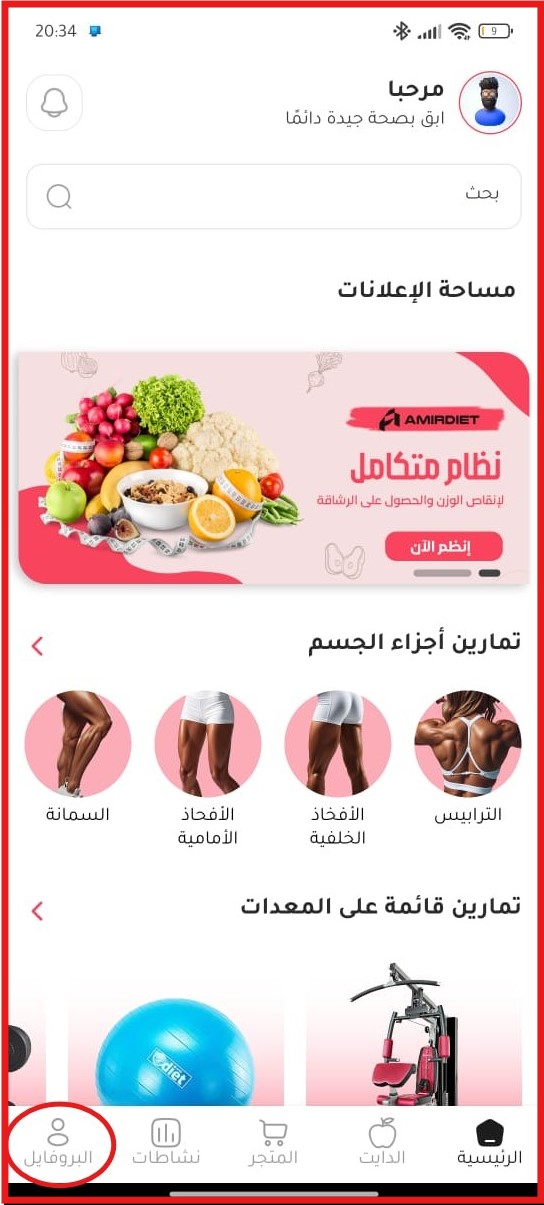 20:34
9
مرحبا
ابق بصحة جيدة دائمًا
بحث
مساحة الإعلانات
AMIRDIET
نظام متكامل
لإنقاص الوزن والحصول على الرشاقة
إنظم الآن
تمارين أجزاء الجسم
الترابيس
الأفخاذ
الخلفية
الأفخاذ
الأمامية
السمانة
تمارين قائمة على المعدات
diet
الرئيسية
الدايت
المتجر
نشاطات
البروفايل